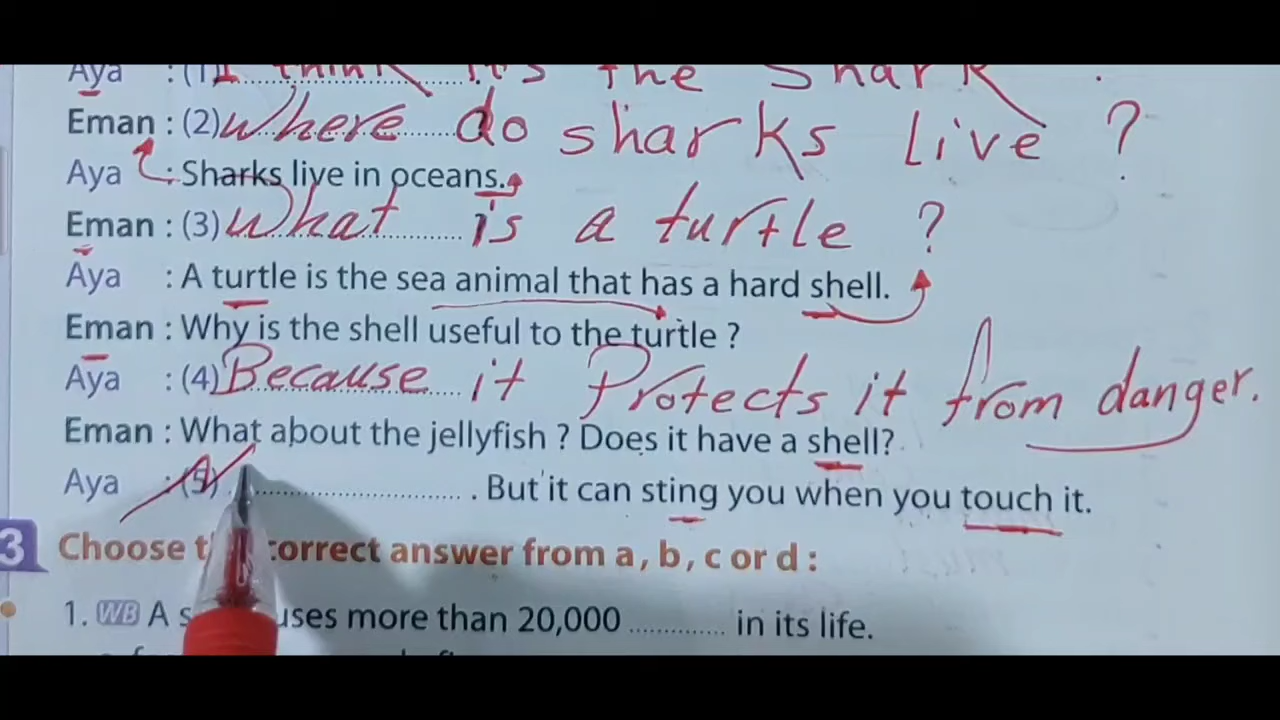 Aya : (1) I think it's the Shark .
Eman : (2) Where do sharks live ?
Aya : Sharks live in oceans.
Eman : (3) What is a turtle ?
Aya : A turtle is the sea animal that has a hard shell.
Eman : Why is the shell useful to the turtle ?
Aya : (4) Because it Protects it from danger.
Eman : What about the jellyfish ? Does it have a shell?
Aya : (5) .............................. . But it can sting you when you touch it.
3 Choose correct answer from a, b, c or d :
1. WB A uses more than 20,000 ............. in its life.